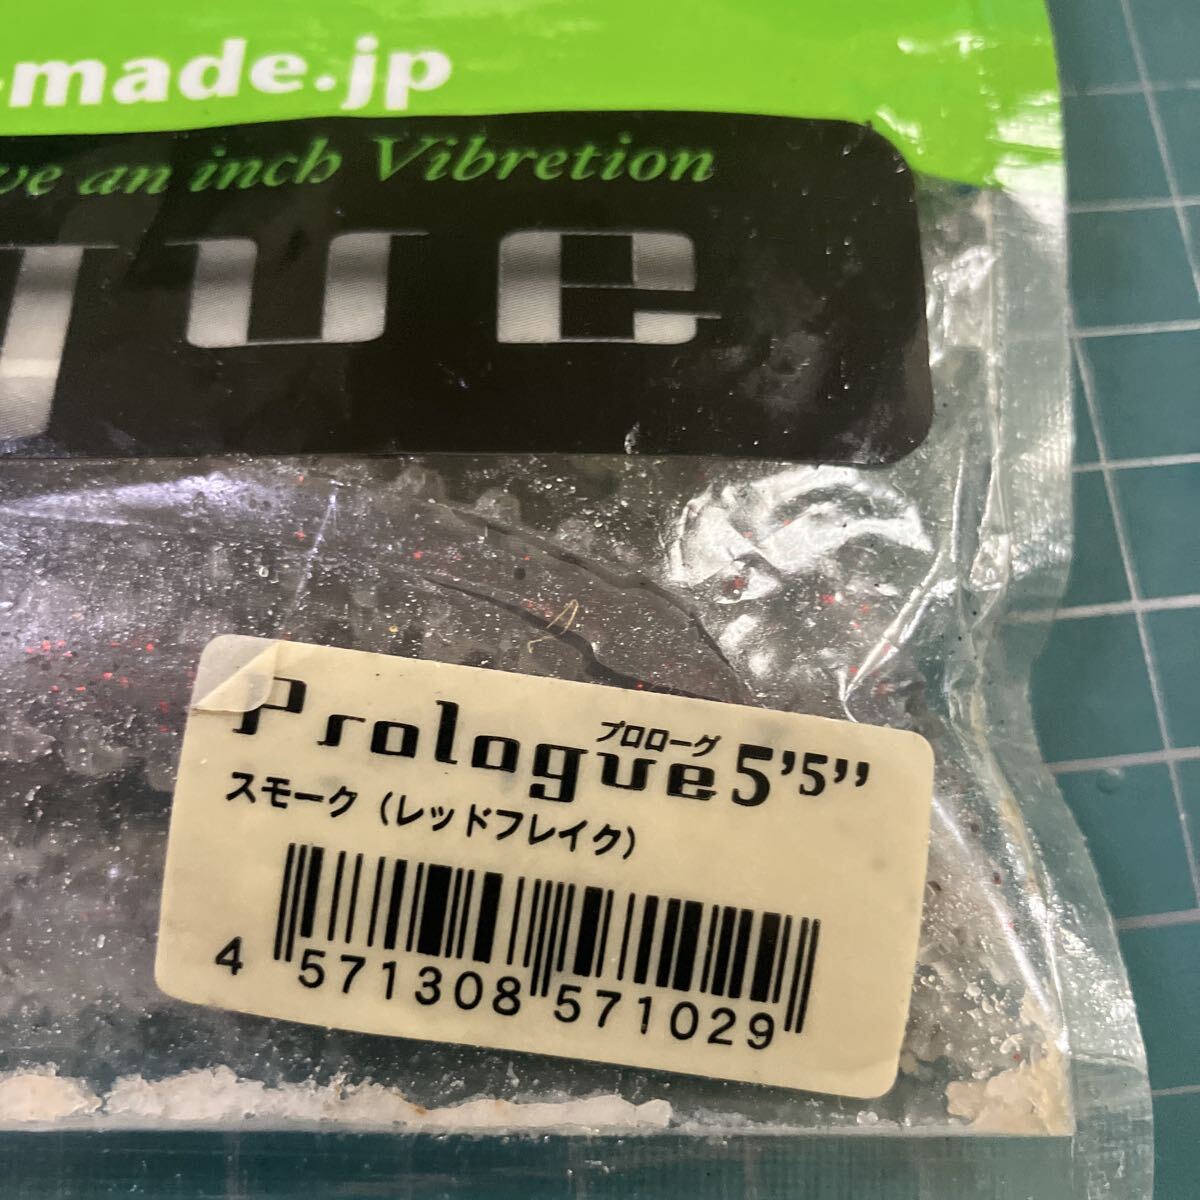 -made.jp
ve an inch Vibretion
gue
Prologue 5'5''
プロローグ
スモーク（レッドフレイク）
4 571308 571029